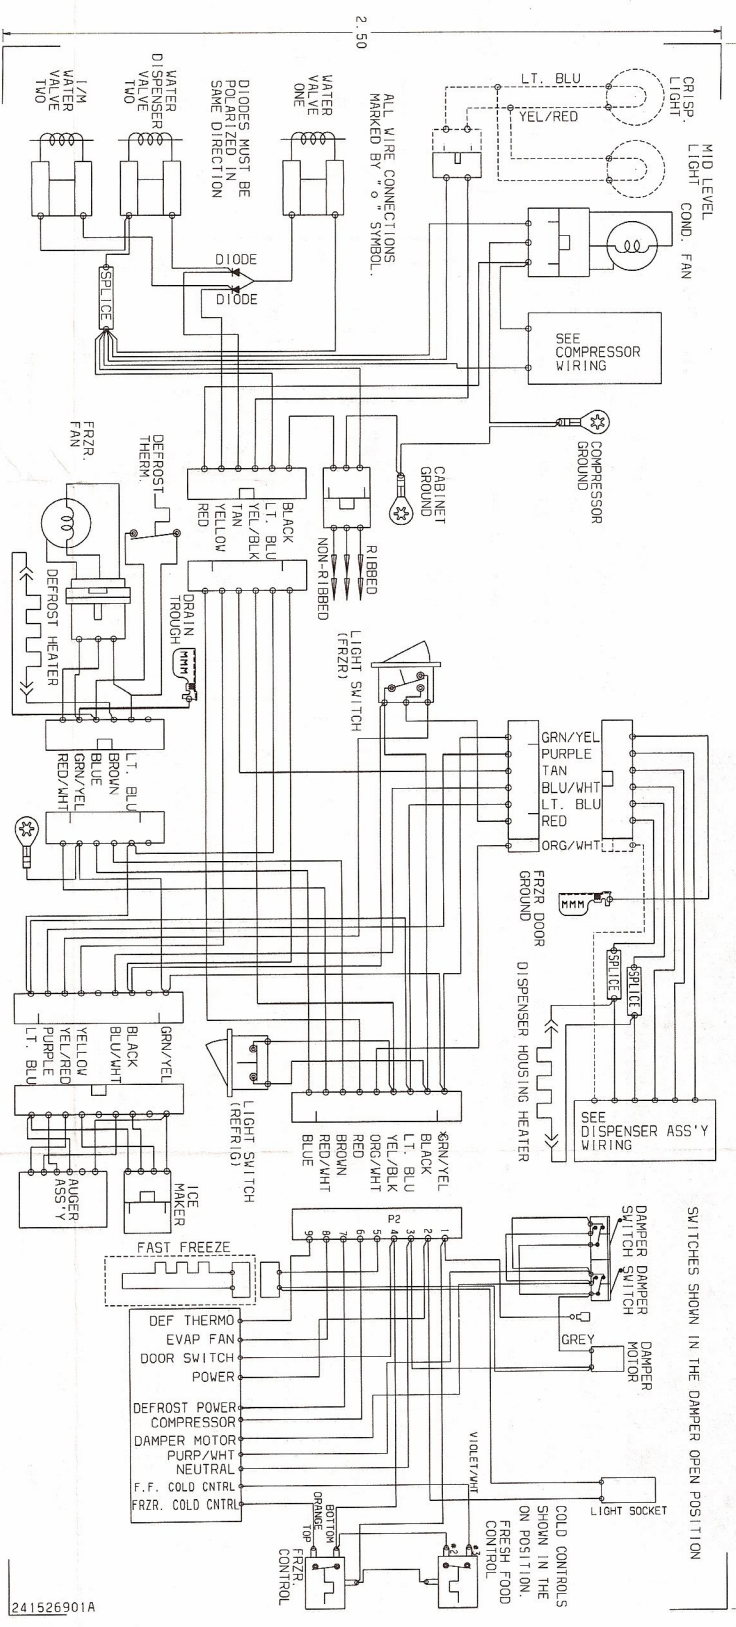 2.50
I/M
WATER
VALVE
TWO
WATER
DISPENSER
VALVE
TWO
DIODES MUST BE
POLARIZED IN
SAME DIRECTION
WATER
VALVE
ONE
ALL WIRE CONNECTIONS
MARKED BY "o" SYMBOL.
LT. BLU
YEL/RED
CRISP.
LIGHT
MID LEVEL
LIGHT
COND. FAN
DIODE
DIODE
SPLICE
SEE
COMPRESSOR
WIRING
COMPRESSOR
GROUND
CABINET
GROUND
FRZR.
FAN
DEFROST
THERM.
BLACK
LT. BLU
YEL/BLK
TAN
YELLOW
RED
RIBBED
NON-RIBBED
DEFROST HEATER
DRAIN
TROUGH
LIGHT SWITCH
(FRZR)
LT. BLU
BROWN
BLUE
GRN/YEL
RED/WHT
GRN/YEL
PURPLE
TAN
BLU/WHT
LT. BLU
RED
ORG/WHT
FRZR DOOR
GROUND
SPLICE
SPLICE
DISPENSER HOUSING HEATER
SEE
DISPENSER ASS'Y
WIRING
GRN/YEL
BLU/WHT
BLACK
YELLOW
YEL/RED
PURPLE
LT. BLU
LIGHT SWITCH
(REFRIG)
GRN/YEL
BLACK
LT. BLU
YEL/BLK
ORG/WHT
RED
BROWN
RED/WHT
BLUE
AUGER
ASS'Y
ICE
MAKER
P2
1
2
3
4
5
6
7
8
9
FAST FREEZE
DAMPER
SWITCH
DAMPER
SWITCH
GREY
DAMPER
MOTOR
SWITCHES SHOWN IN THE DAMPER OPEN POSITION
DEF THERMO
EVAP FAN
DOOR SWITCH
POWER
DEFROST POWER
COMPRESSOR
DAMPER MOTOR
PURP/WHT
NEUTRAL
F.F. COLD CNTRL
FRZR. COLD CNTRL
VIOLET/WHT
LIGHT SOCKET
BOTTOM
ORANGE
TOP
FRZR.
CONTROL
FRESH FOOD
CONTROL
COLD CONTROLS
SHOWN IN THE
ON POSITION.
241526901A